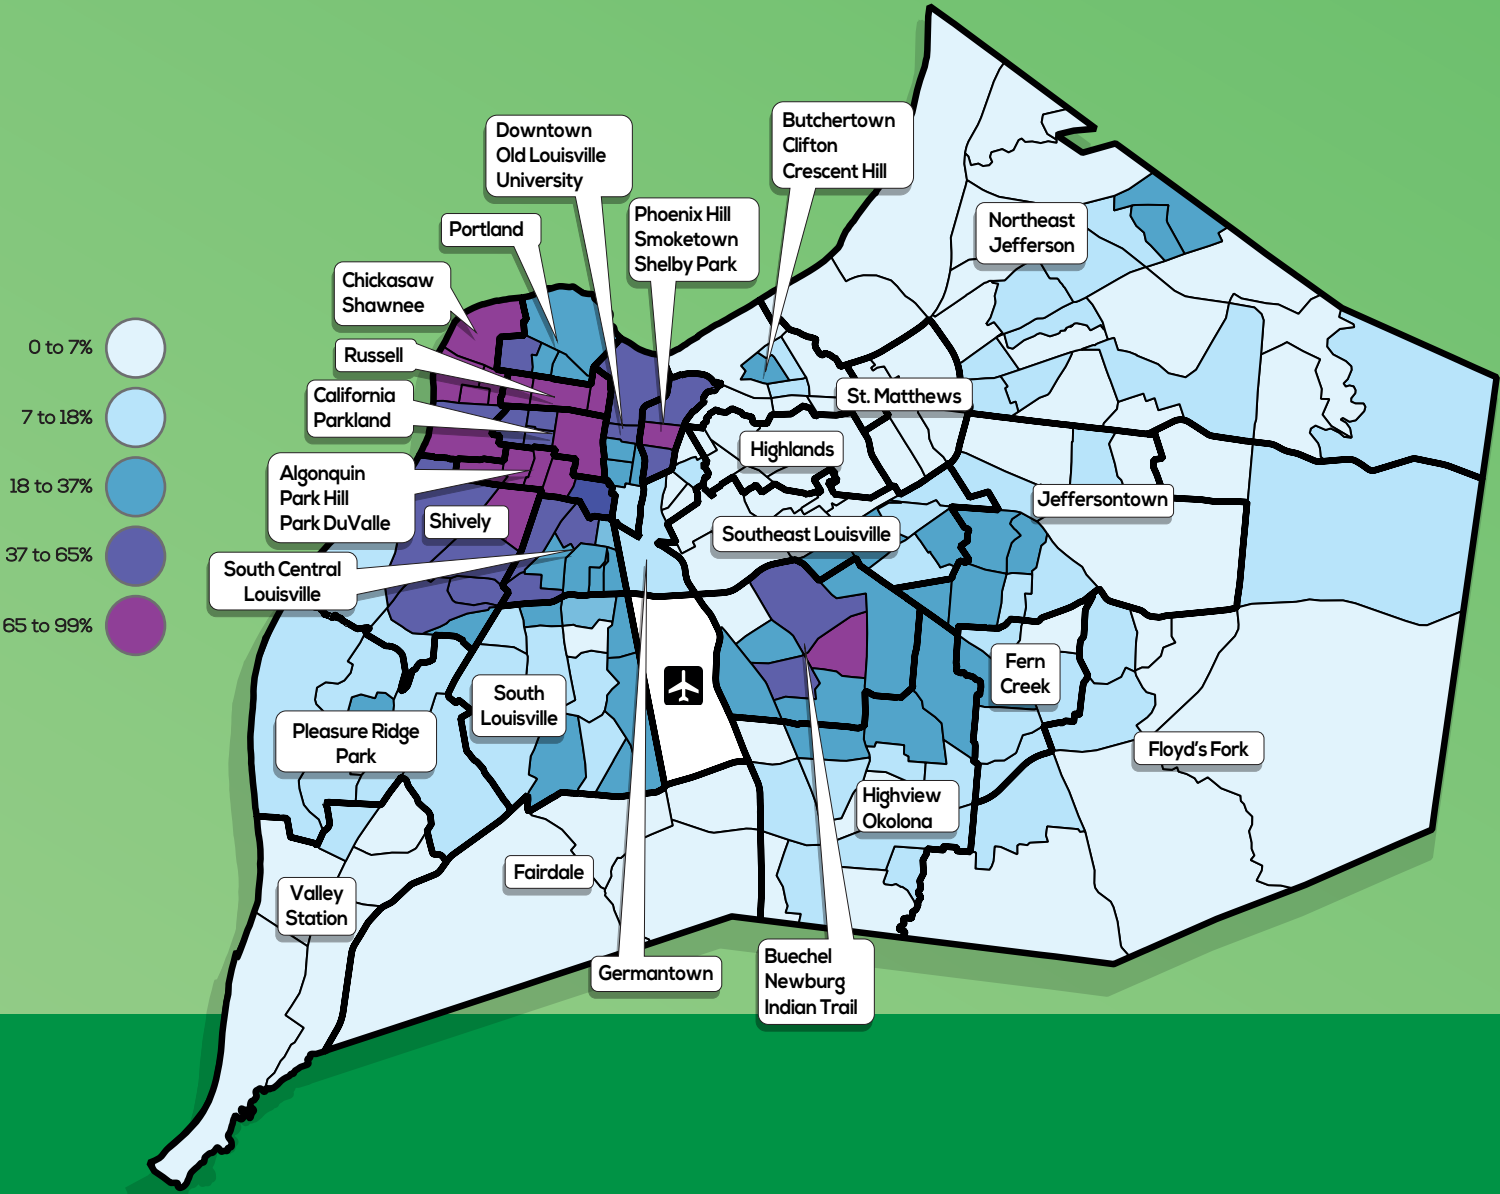 Downtown
Old Louisville
University
Butchertown
Clifton
Crescent Hill
Portland
Phoenix Hill
Smoketown
Shelby Park
Northeast
Jefferson
Chickasaw
Shawnee
0 to 7%
Russell
California
Parkland
St. Matthews
7 to 18%
Highlands
Algonquin
Park Hill
Park DuValle
18 to 37%
Jeffersontown
Shively
Southeast Louisville
37 to 65%
South Central
Louisville
65 to 99%
Fern
Creek
South
Louisville
Pleasure Ridge
Park
Floyd's Fork
Highview
Okolona
Fairdale
Valley
Station
Germantown
Buechel
Newburg
Indian Trail